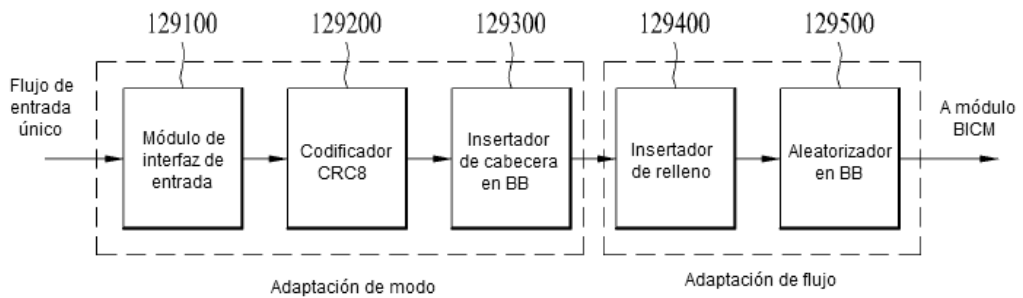 129100
129200
129300
129400
129500
Flujo de
entrada
único
Módulo de
interfaz de
entrada
Codificador
CRC8
Insertador
de cabecera
en BB
Insertador
de relleno
Aleatorizador
en BB
A módulo
BICM
Adaptación de modo
Adaptación de flujo